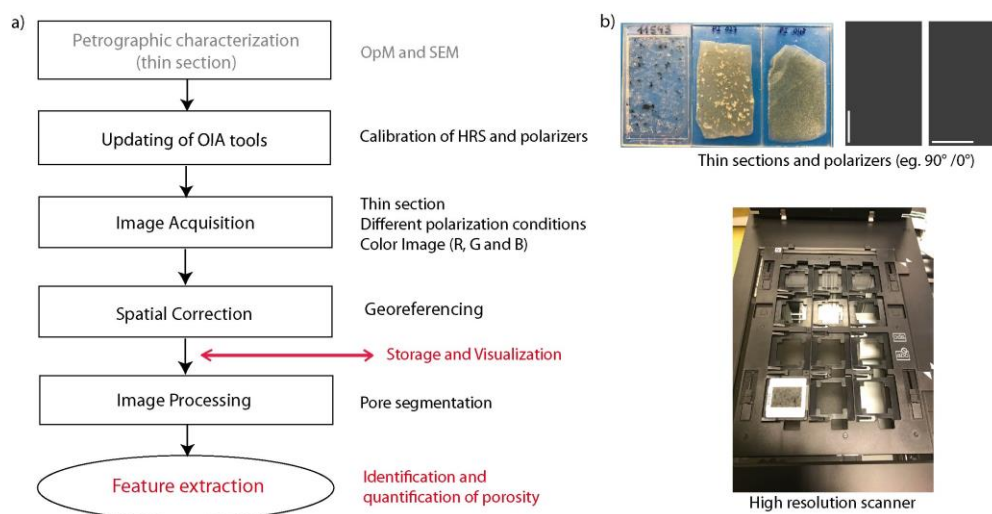 a)
Petrographic characterization
(thin section)
OpM and SEM
Updating of OIA tools
Calibration of HRS and polarizers
Image Acquisition
Thin section
Different polarization conditions
Color Image (R, G and B)
Spatial Correction
Georeferencing
Storage and Visualization
Image Processing
Pore segmentation
Feature extraction
Identification and
quantification of porosity
b)
Thin sections and polarizers (eg. 90° /0°)
High resolution scanner